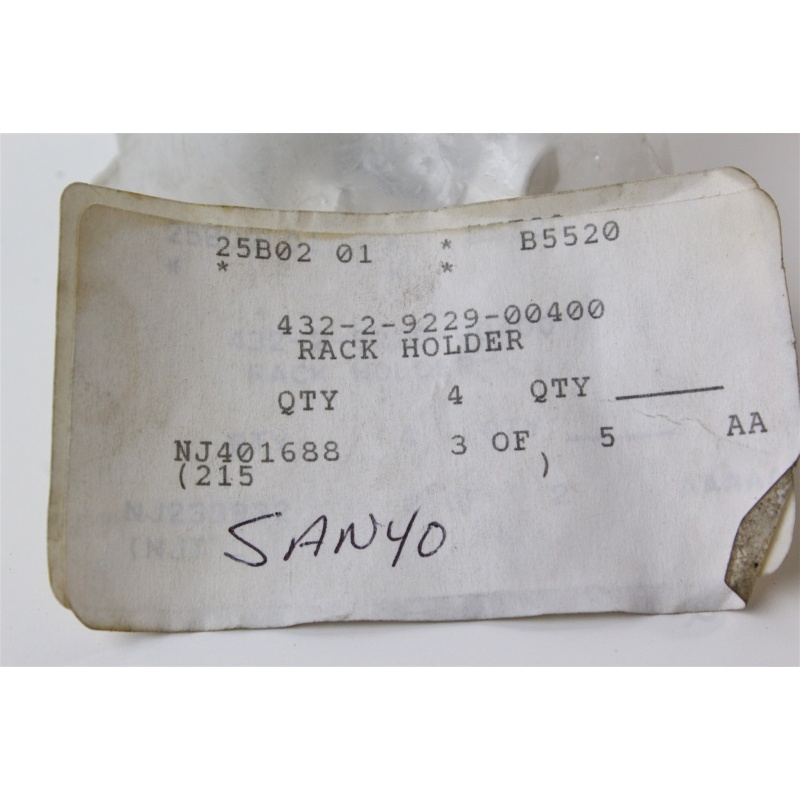 25B02 01 * B5520
* *
432-2-9229-00400
RACK HOLDER
QTY 4 QTY ______
NJ401688 3 OF 5 AA
(215 )
SANYO